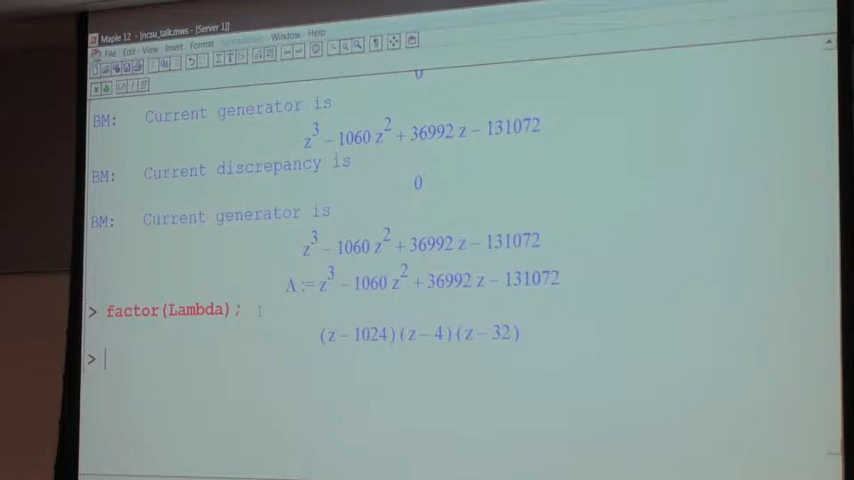 Maple 12 - [ncsu_talk.mws - [Server 1]]
File Edit View Insert Format Spreadsheet Window Help
0
BM: Current generator is
z^3 - 1060 z^2 + 36992 z - 131072
BM: Current discrepancy is
0
BM: Current generator is
z^3 - 1060 z^2 + 36992 z - 131072
Λ := z^3 - 1060 z^2 + 36992 z - 131072
> factor(Lambda);
(z - 1024) (z - 4) (z - 32)
>